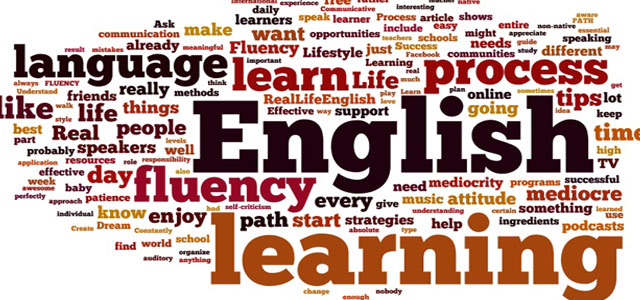 international daily experience free rather
Communicative interesting
learners speak learner Process article shows aware PATH
Ask communication make want opportunities include easy entire non-native essential
language already meaningful Fluency Lifestyle just teachers schools might appreciate speaking
result mistakes important Success needs guide study different may
always FLUENCY Understand friends really think learn Life Learning Facebook communities process get
methods real much play Love Learn plan online sometimes idea tips lot
like walk style life things RealLifeEnglish Effective way support English going keep time
best Real people
part probably speakers levels well high TV
application resources role responsibility
effective day also fluency every give need mediocrity programs successful
week baby music attitude mediocre
awesome perfectly approach patience understanding certain something learned use
individual know enjoy bad self-criticism path start strategies help ingredients podcasts
Create Dream Constantly absolute type
find world school learning
auditory organize anything
change enough nobody